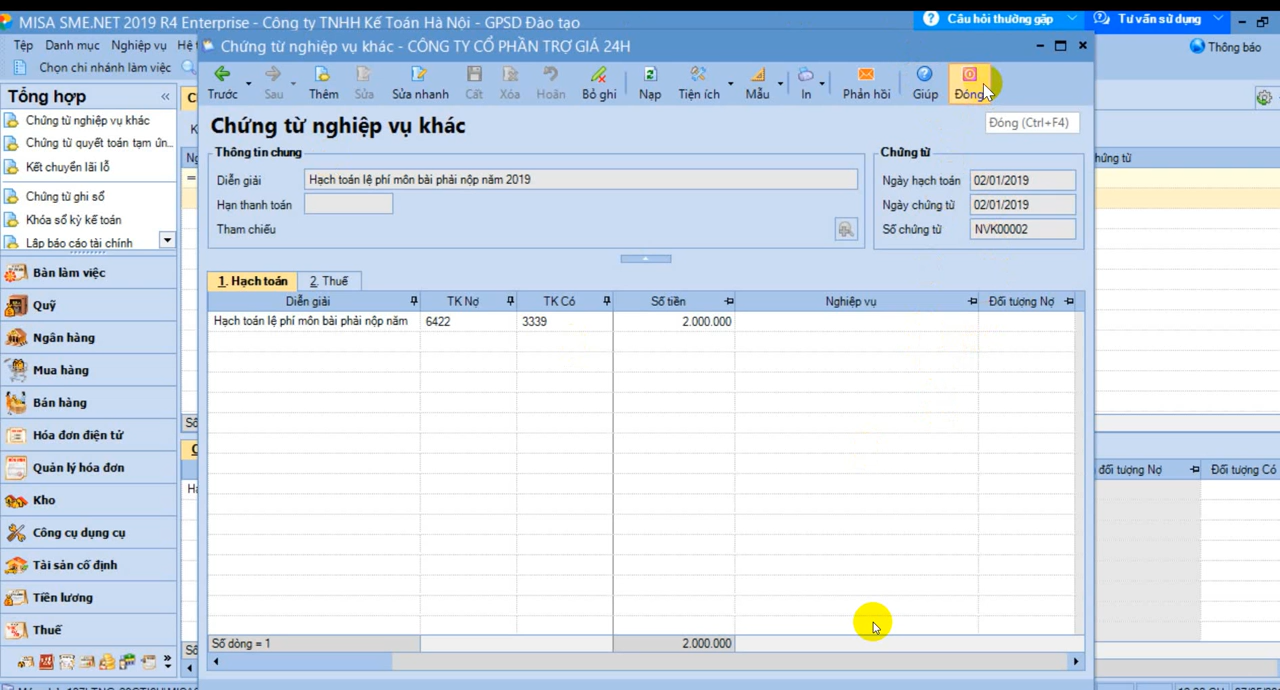 MISA SME.NET 2019 R4 Enterprise - Công ty TNHH Kế Toán Hà Nội - GPSD Đào tạo
Câu hỏi thường gặp
Tư vấn sử dụng
Tệp Danh mục Nghiệp vụ Hệ
Thông báo
Chọn chi nhánh làm việc
Chứng từ nghiệp vụ khác - CÔNG TY CỔ PHẦN TRỢ GIÁ 24H
Trước Sau Thêm Sửa Sửa nhanh Cất Xóa Hoãn Bỏ ghi Nạp Tiện ích Mẫu In Phản hồi Giúp Đóng
Đóng (Ctrl+F4)
Tổng hợp
Chứng từ nghiệp vụ khác
Chứng từ quyết toán tạm ứn...
Kết chuyển lãi lỗ
Chứng từ ghi sổ
Khóa sổ kỳ kế toán
Lập báo cáo tài chính
Bàn làm việc
Quỹ
Ngân hàng
Mua hàng
Bán hàng
Hóa đơn điện tử
Quản lý hóa đơn
Kho
Công cụ dụng cụ
Tài sản cố định
Tiền lương
Thuế
Chứng từ nghiệp vụ khác
Thông tin chung
Diễn giải Hạch toán lệ phí môn bài phải nộp năm 2019
Hạn thanh toán
Tham chiếu
Chứng từ
Ngày hạch toán 02/01/2019
Ngày chứng từ 02/01/2019
Số chứng từ NVK00002
1. Hạch toán 2. Thuế
Diễn giải TK Nợ TK Có Số tiền Nghiệp vụ Đối tượng Nợ
Hạch toán lệ phí môn bài phải nộp năm 6422 3339 2.000.000
Số dòng = 1 2.000.000
hứng từ
đối tượng Nợ Đối tượng Có